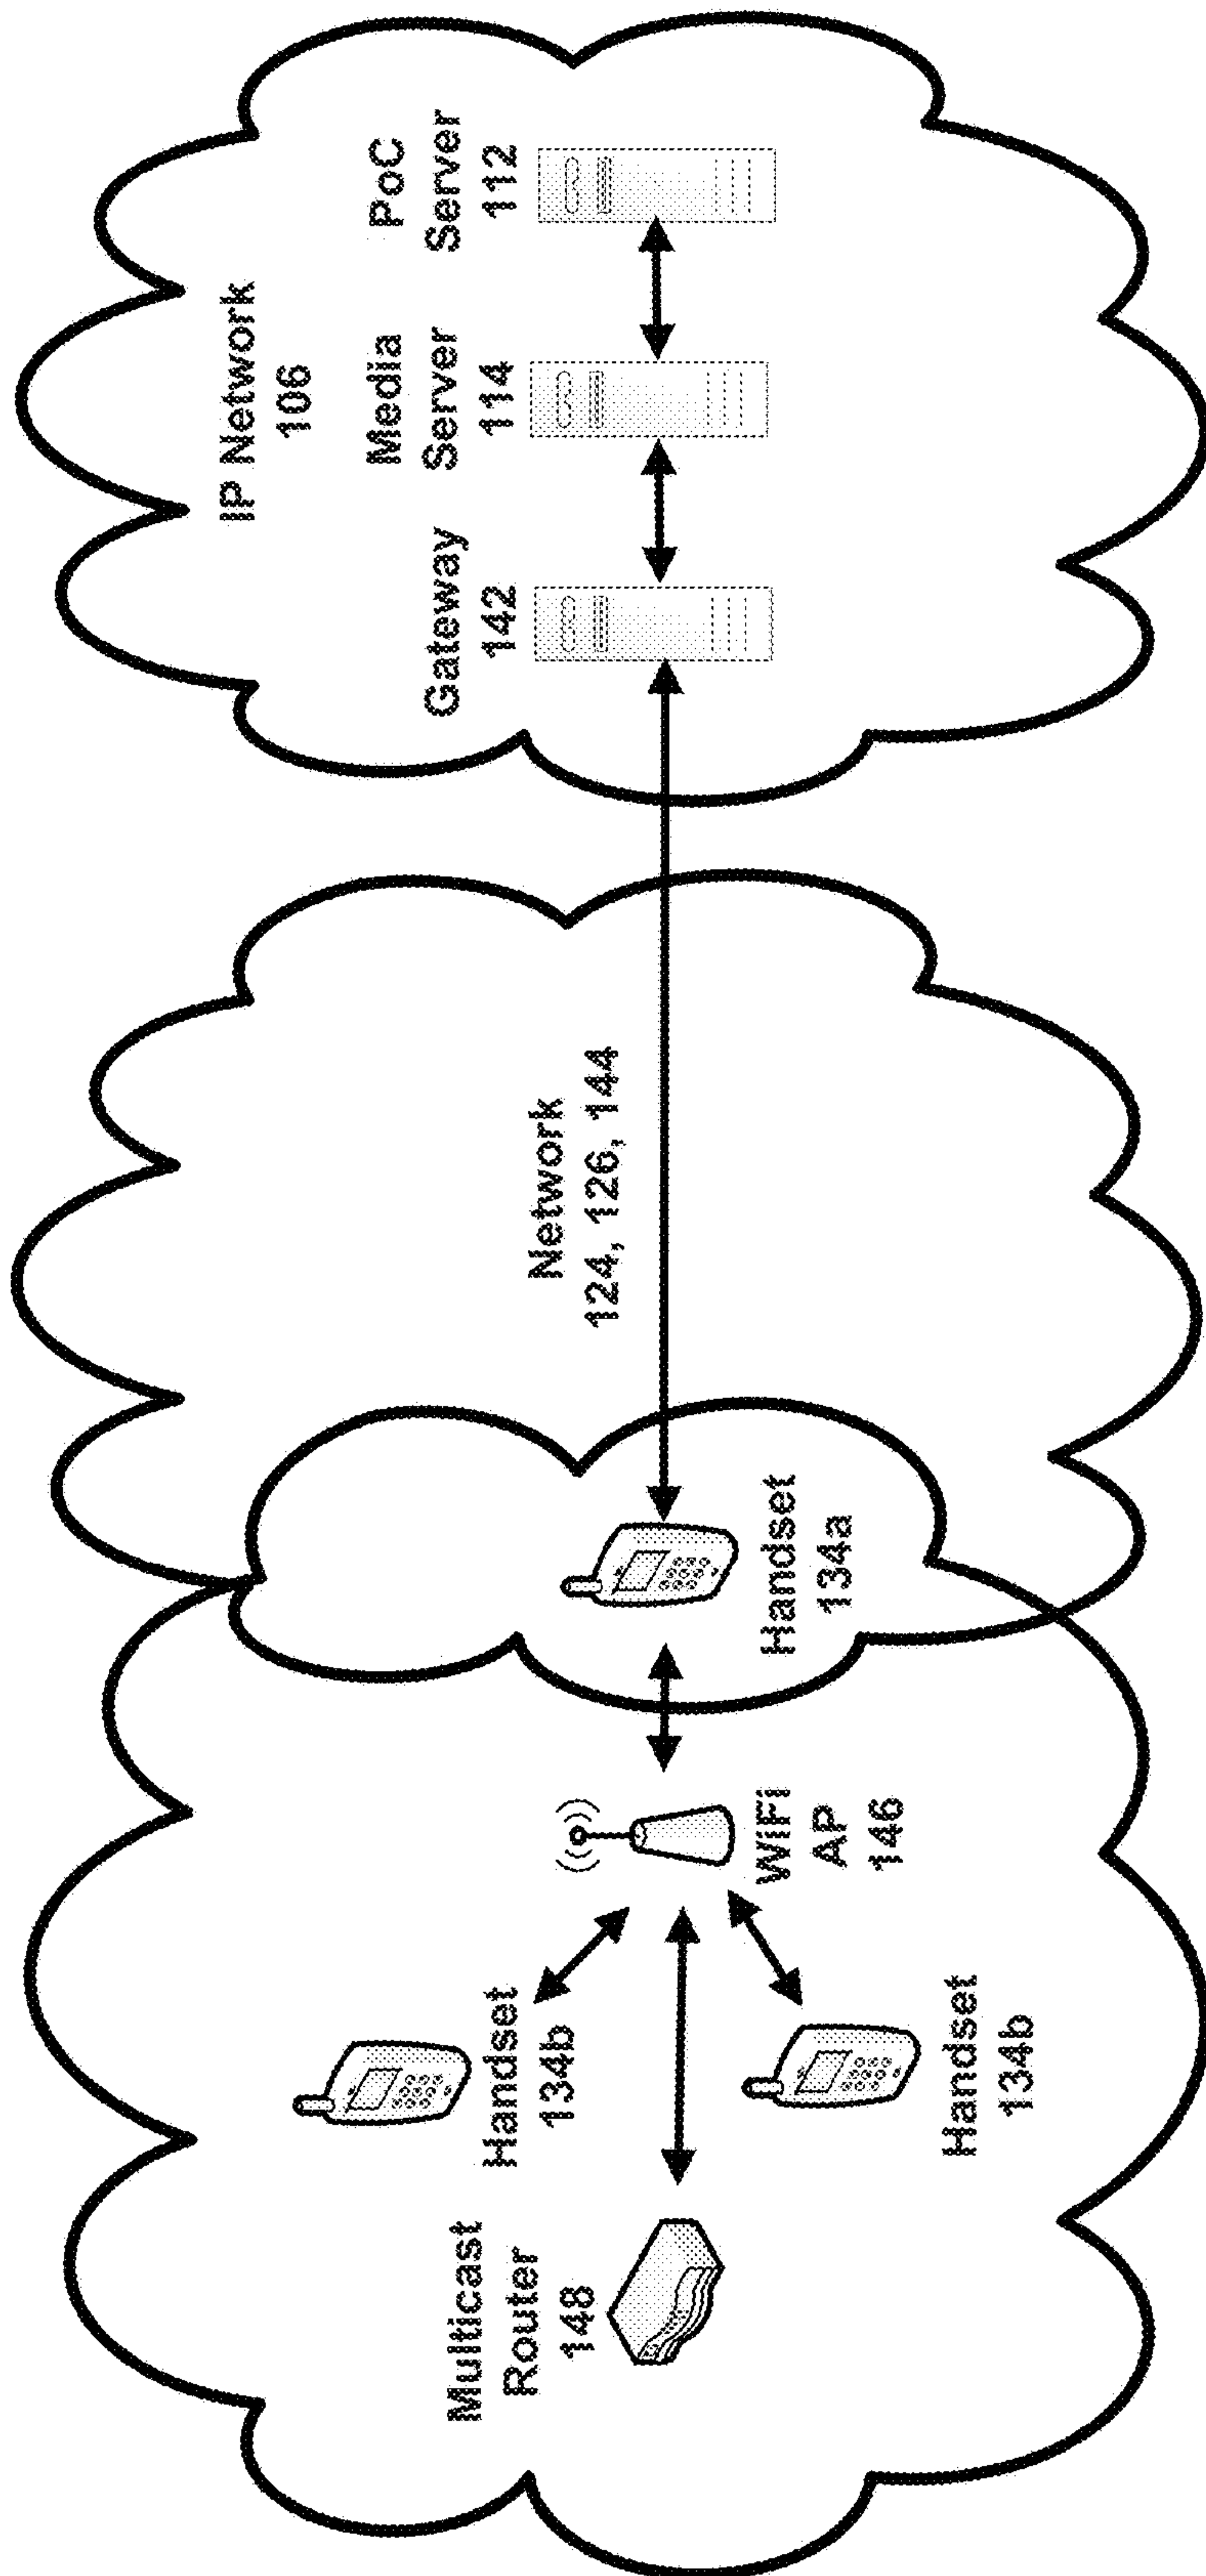 Multicast
Router
148
Handset
134b
Handset
134b
WiFi
AP
146
Handset
134a
Network
124, 126, 144
IP Network
106
Gateway
142
Media
Server
114
PoC
Server
112